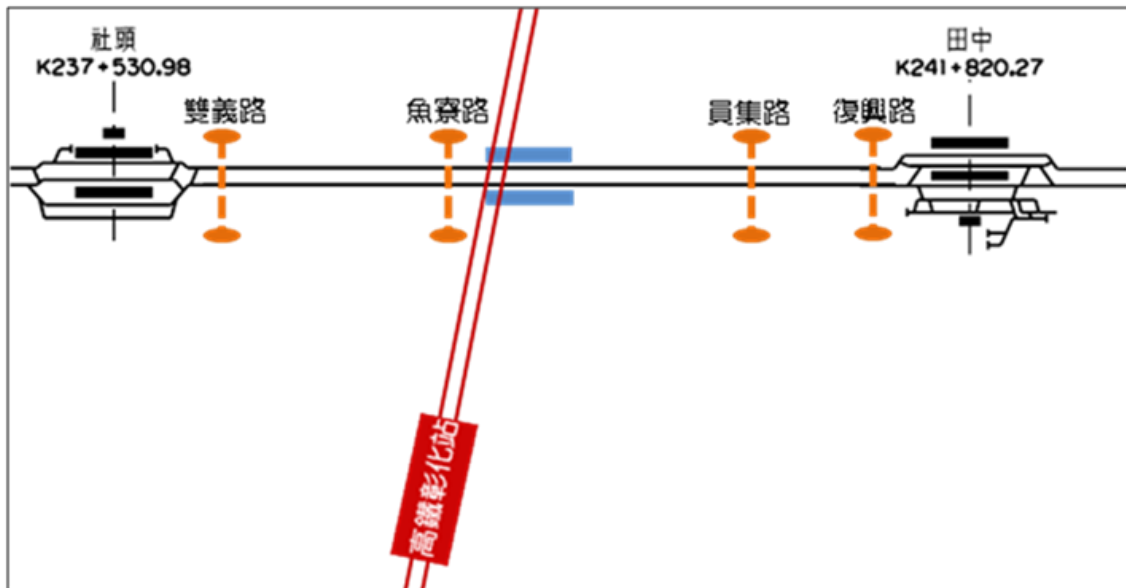 社頭
K237+530.98
田中
K241+820.27
雙義路
魚寮路
員集路
復興路
高鐵彰化站